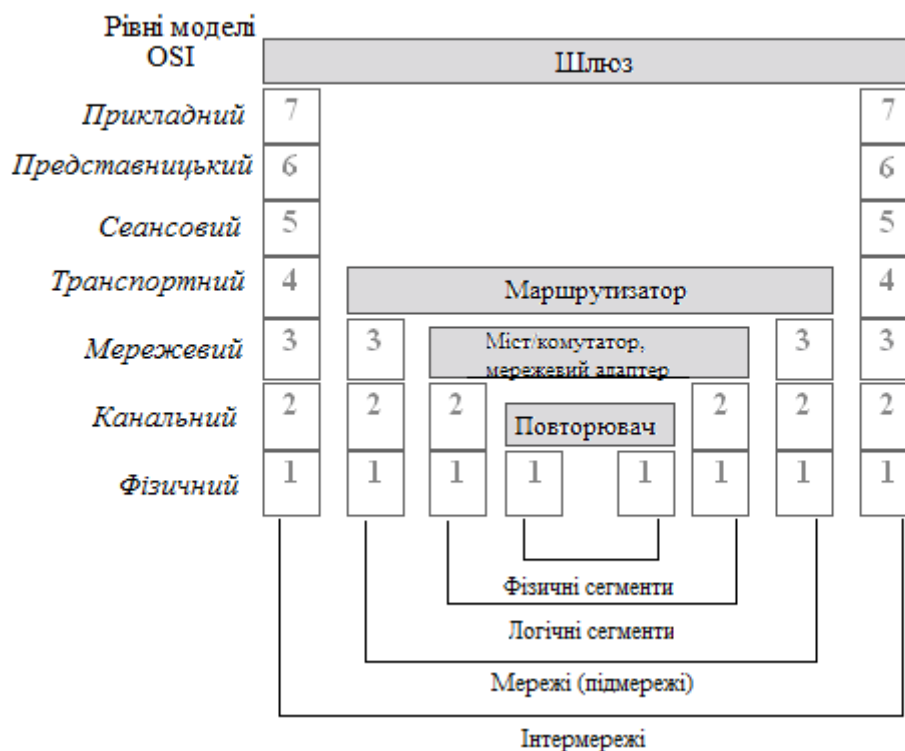 Рівні моделі
OSI
Шлюз
Прикладний 7 7
Представницький 6 6
Сеансовий 5 5
Транспортний 4 Маршрутизатор 4
Мережевий 3 3 Міст/комутатор, 3 3
мережевий адаптер
Канальний 2 2 2 Повторювач 2 2 2
Фізичний 1 1 1 1 1 1 1 1
Фізичні сегменти
Логічні сегменти
Мережі (підмережі)
Інтермережі